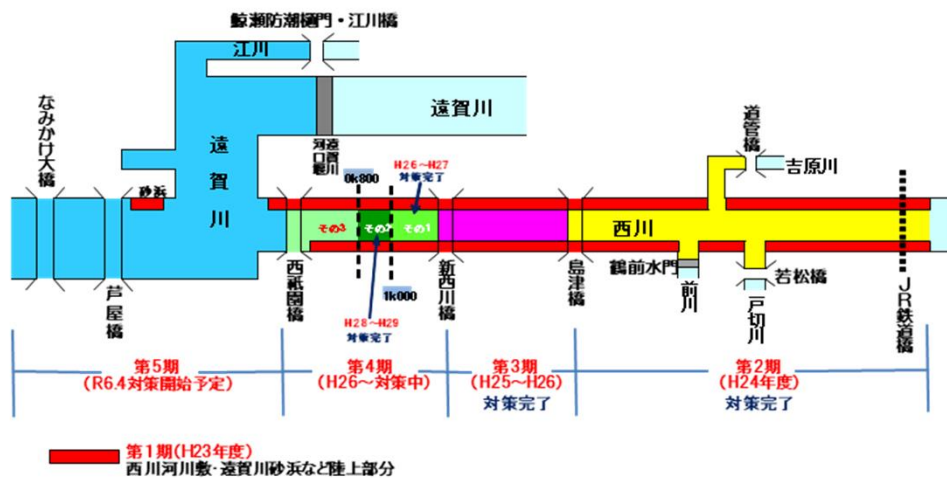 鯨瀬防潮樋門・江川橋
江川
なみかけ大橋
遠賀川
遠賀川
遠賀川
河口堰
道管橋
吉原川
砂浜
0k800
H26~H27
対策完了
その3
その2
その1
西川
西祇園橋
芦屋橋
新西川橋
島津橋
鶴前水門
前川
戸切川
若松橋
JR鉄道橋
1k000
H28~H29
対策完了
第5期
(R6.4対策開始予定)
第4期
(H26~対策中)
第3期
(H25~H26)
対策完了
第2期
(H24年度)
対策完了
第1期(H23年度)
西川河川敷・遠賀川砂浜など陸上部分